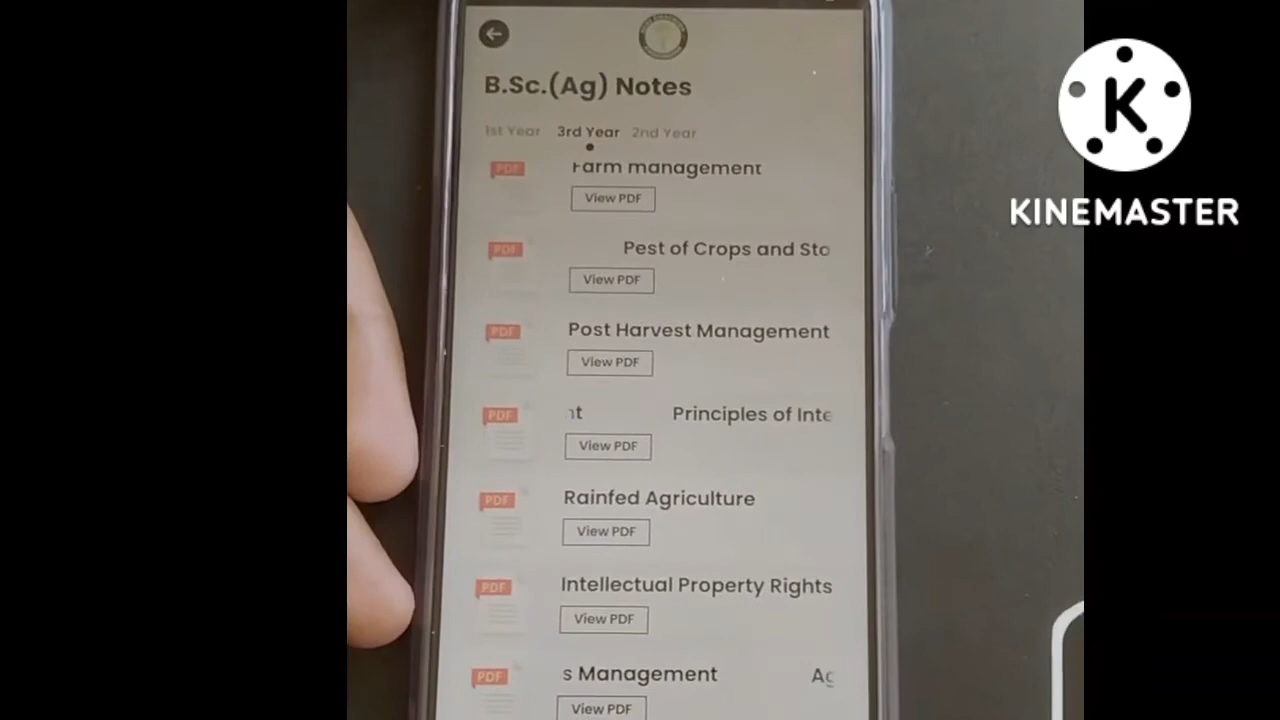 B.Sc.(Ag) Notes
1st Year 3rd Year 2nd Year
PDF
Farm management
View PDF
PDF
Pest of Crops and Sto
View PDF
PDF
Post Harvest Management
View PDF
PDF
nt Principles of Inte
View PDF
PDF
Rainfed Agriculture
View PDF
PDF
Intellectual Property Rights
View PDF
PDF
s Management Ag
View PDF
K
KINEMASTER